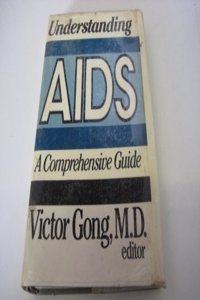 Understanding
AIDS
A Comprehensive Guide
Victor Gong, M.D.
editor